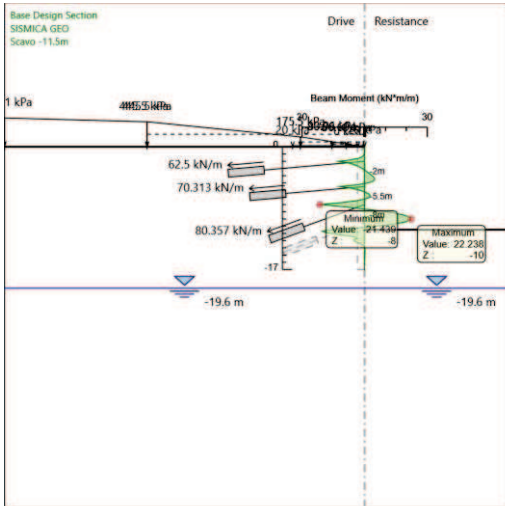 Base Design Section
SISMICA GEO
Scavo -11.5m
Drive
Resistance
1 kPa
Beam Moment (kN*m/m)
30
0
-17
62.5 kN/m
70.313 kN/m
80.357 kN/m
-2m
-5.5m
Minimum
Value: 21.439
Z : -8
Maximum
Value: 22.238
Z : -10
-19.6 m
-19.6 m